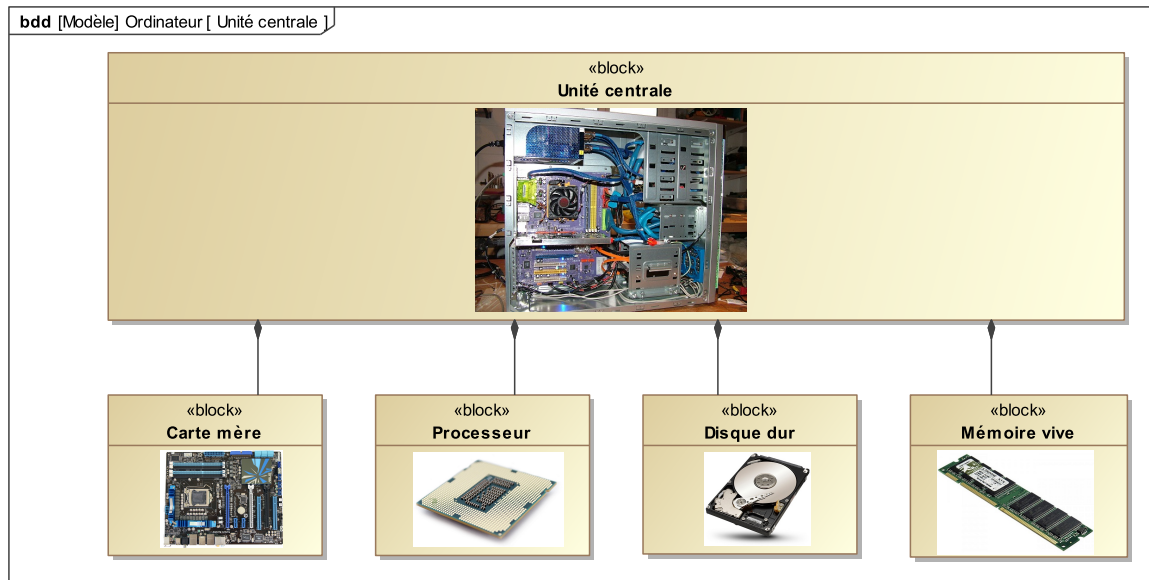 bdd [Modèle] Ordinateur [ Unité centrale ]
«block»
Unité centrale
«block»
Carte mère
«block»
Processeur
«block»
Disque dur
«block»
Mémoire vive